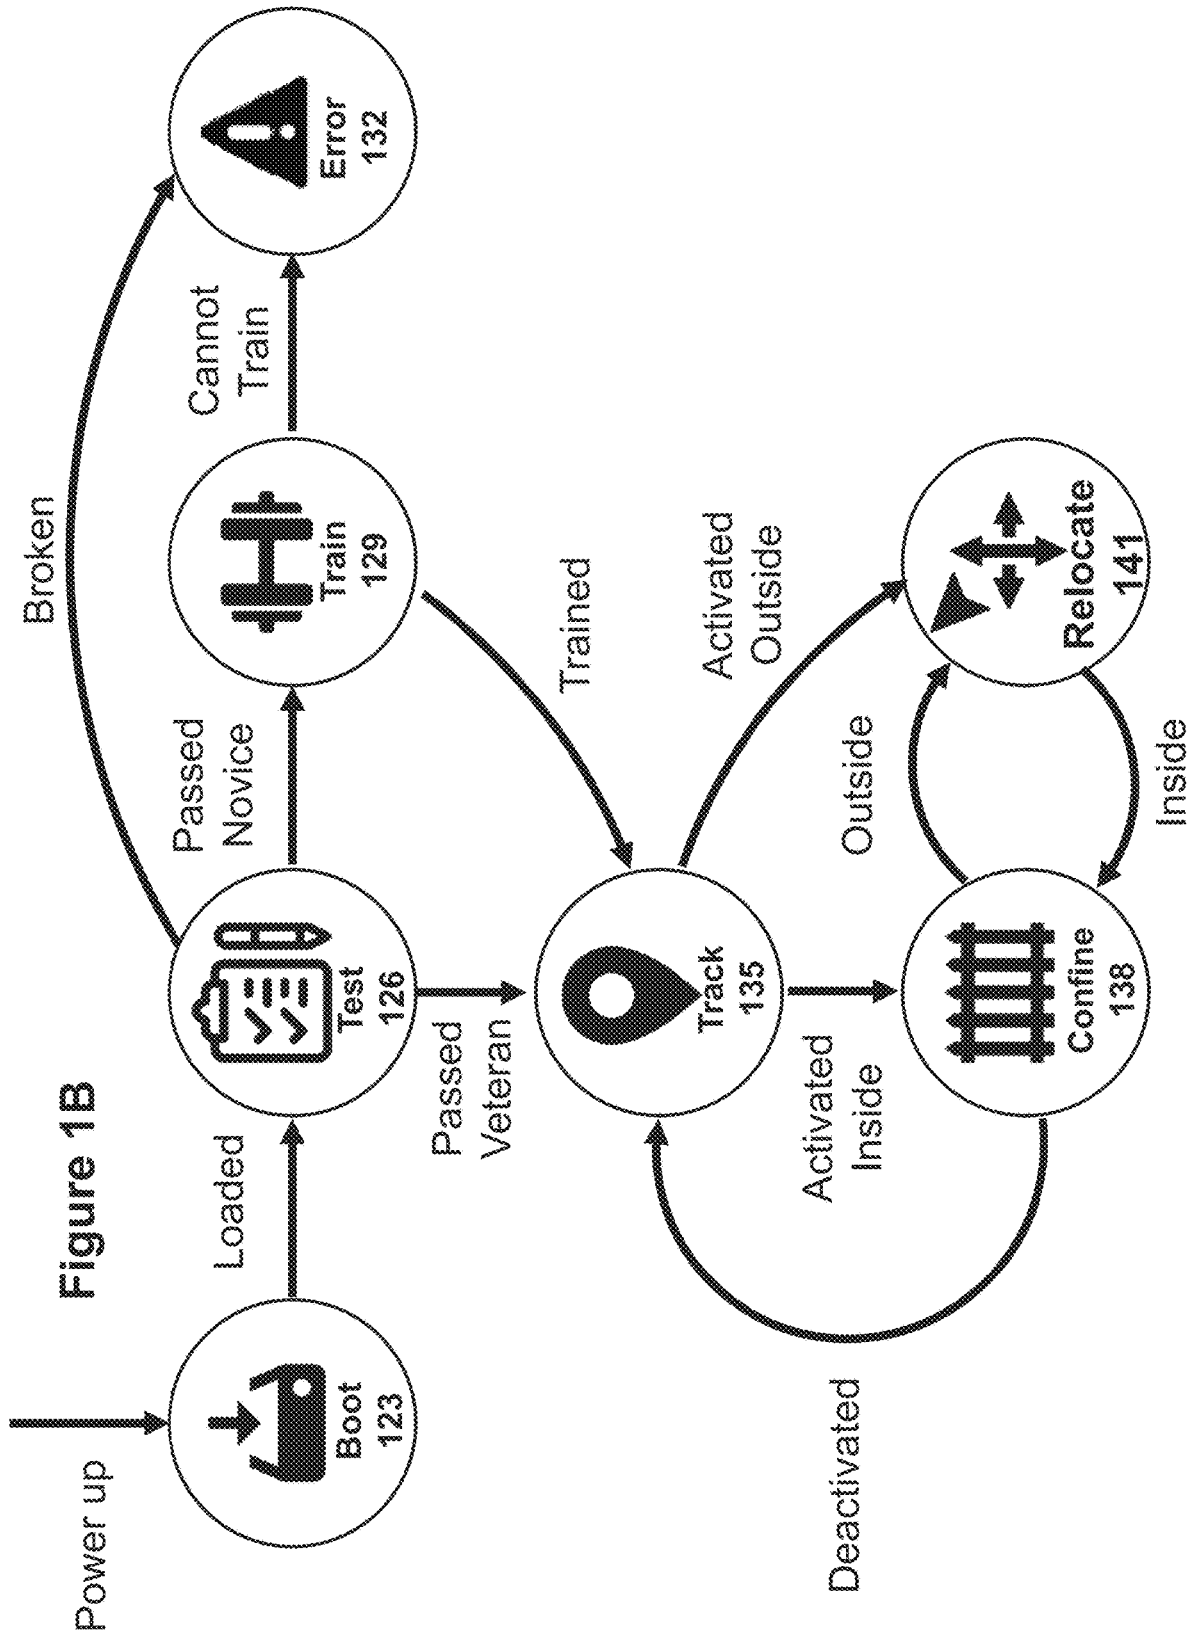 Figure 1B
Power up
Boot
123
Loaded
Test
126
Broken
Passed
Novice
Train
129
Cannot
Train
Error
132
Passed
Veteran
Trained
Track
135
Activated
Inside
Activated
Outside
Deactivated
Confine
138
Outside
Inside
Relocate
141